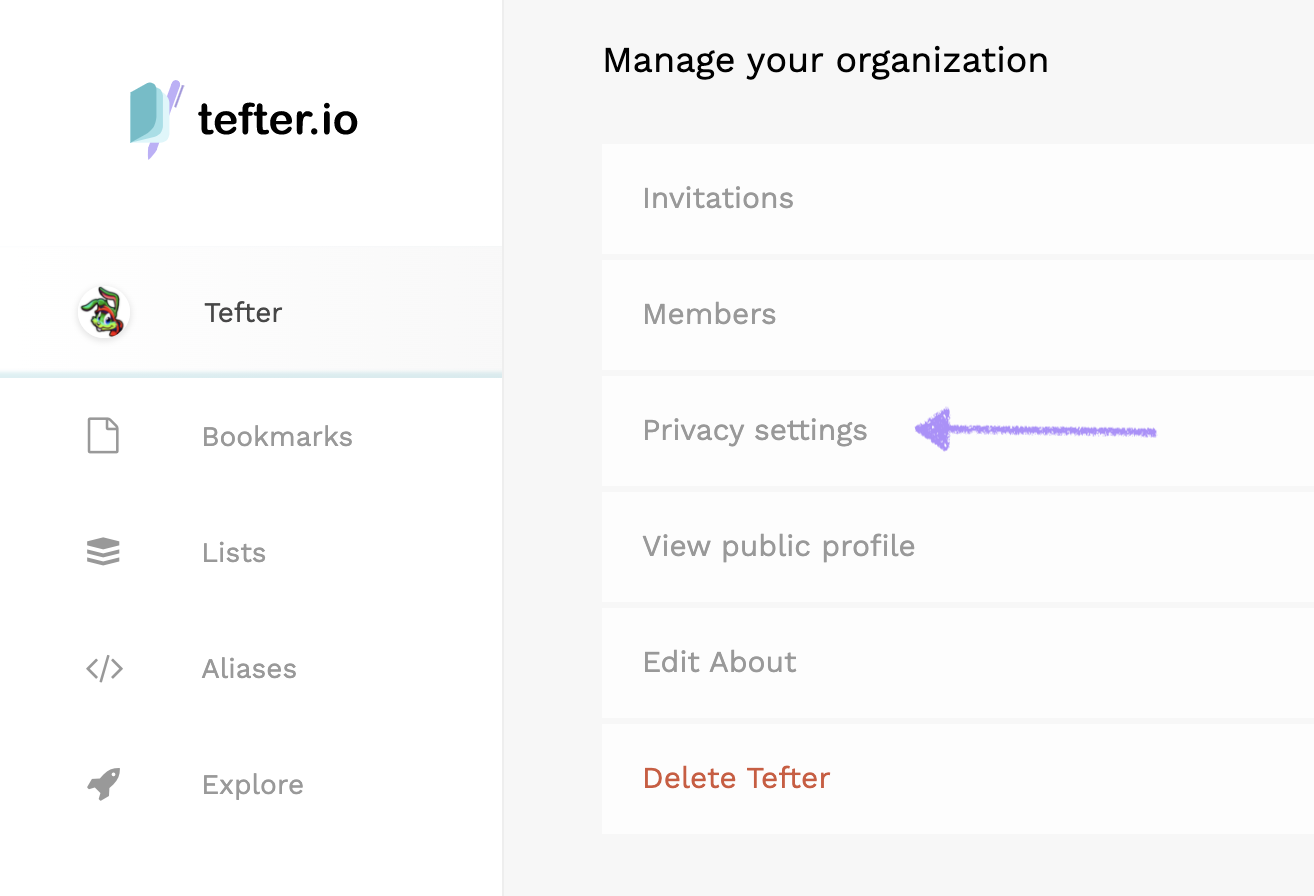 tefter.io
Tefter
Bookmarks
Lists
Aliases
Explore
Manage your organization
Invitations
Members
Privacy settings
View public profile
Edit About
Delete Tefter